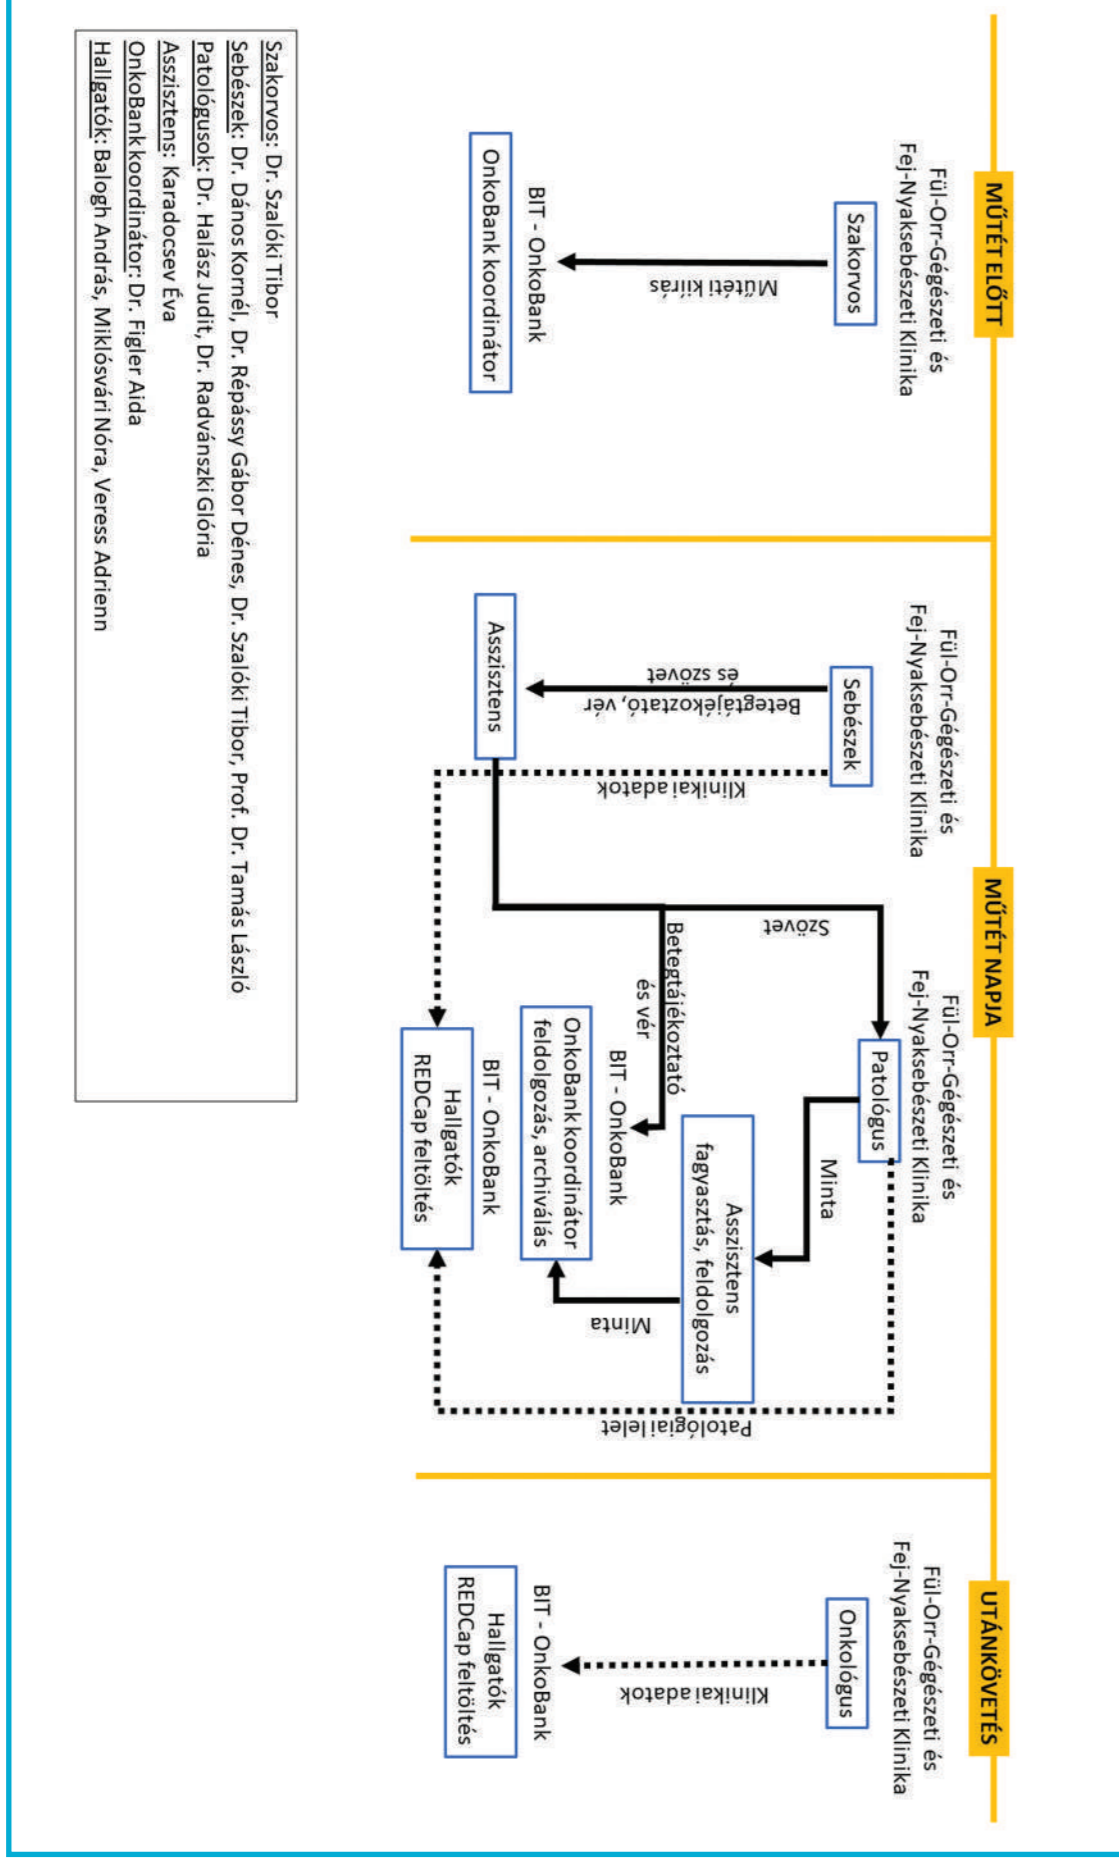 MŰTÉT ELŐTT
Fül-Orr-Gégészeti és
Fej-Nyaksebészeti Klinika
Szakorvos
Műtéti kiírás
BIT - OnkoBank
OnkoBank koordinátor
MŰTÉT NAPJA
Fül-Orr-Gégészeti és
Fej-Nyaksebészeti Klinika
Sebészek
Betegtájékoztató, vér
és szövet
Klinikai adatok
Asszisztens
Szövet
Betegtájékoztató
és vér
Fül-Orr-Gégészeti és
Fej-Nyaksebészeti Klinika
Patológus
Minta
Asszisztens
fagyasztás, feldolgozás
Minta
BIT - OnkoBank
OnkoBank koordinátor
feldolgozás, archiválás
BIT - OnkoBank
Hallgatók
REDCap feltöltés
Patológiai lelet
UTÁNKÖVETÉS
Fül-Orr-Gégészeti és
Fej-Nyaksebészeti Klinika
Onkológus
Klinikai adatok
BIT - OnkoBank
Hallgatók
REDCap feltöltés
Szakorvos: Dr. Szalóki Tibor
Sebészek: Dr. Dános Kornél, Dr. Répássy Gábor Dénes, Dr. Szalóki Tibor, Prof. Dr. Tamás László
Patológusok: Dr. Halász Judit, Dr. Radvánszki Glória
Asszisztens: Karadocsev Éva
OnkoBank koordinátor: Dr. Figler Aida
Hallgatók: Balogh András, Miklósvári Nóra, Veress Adrienn